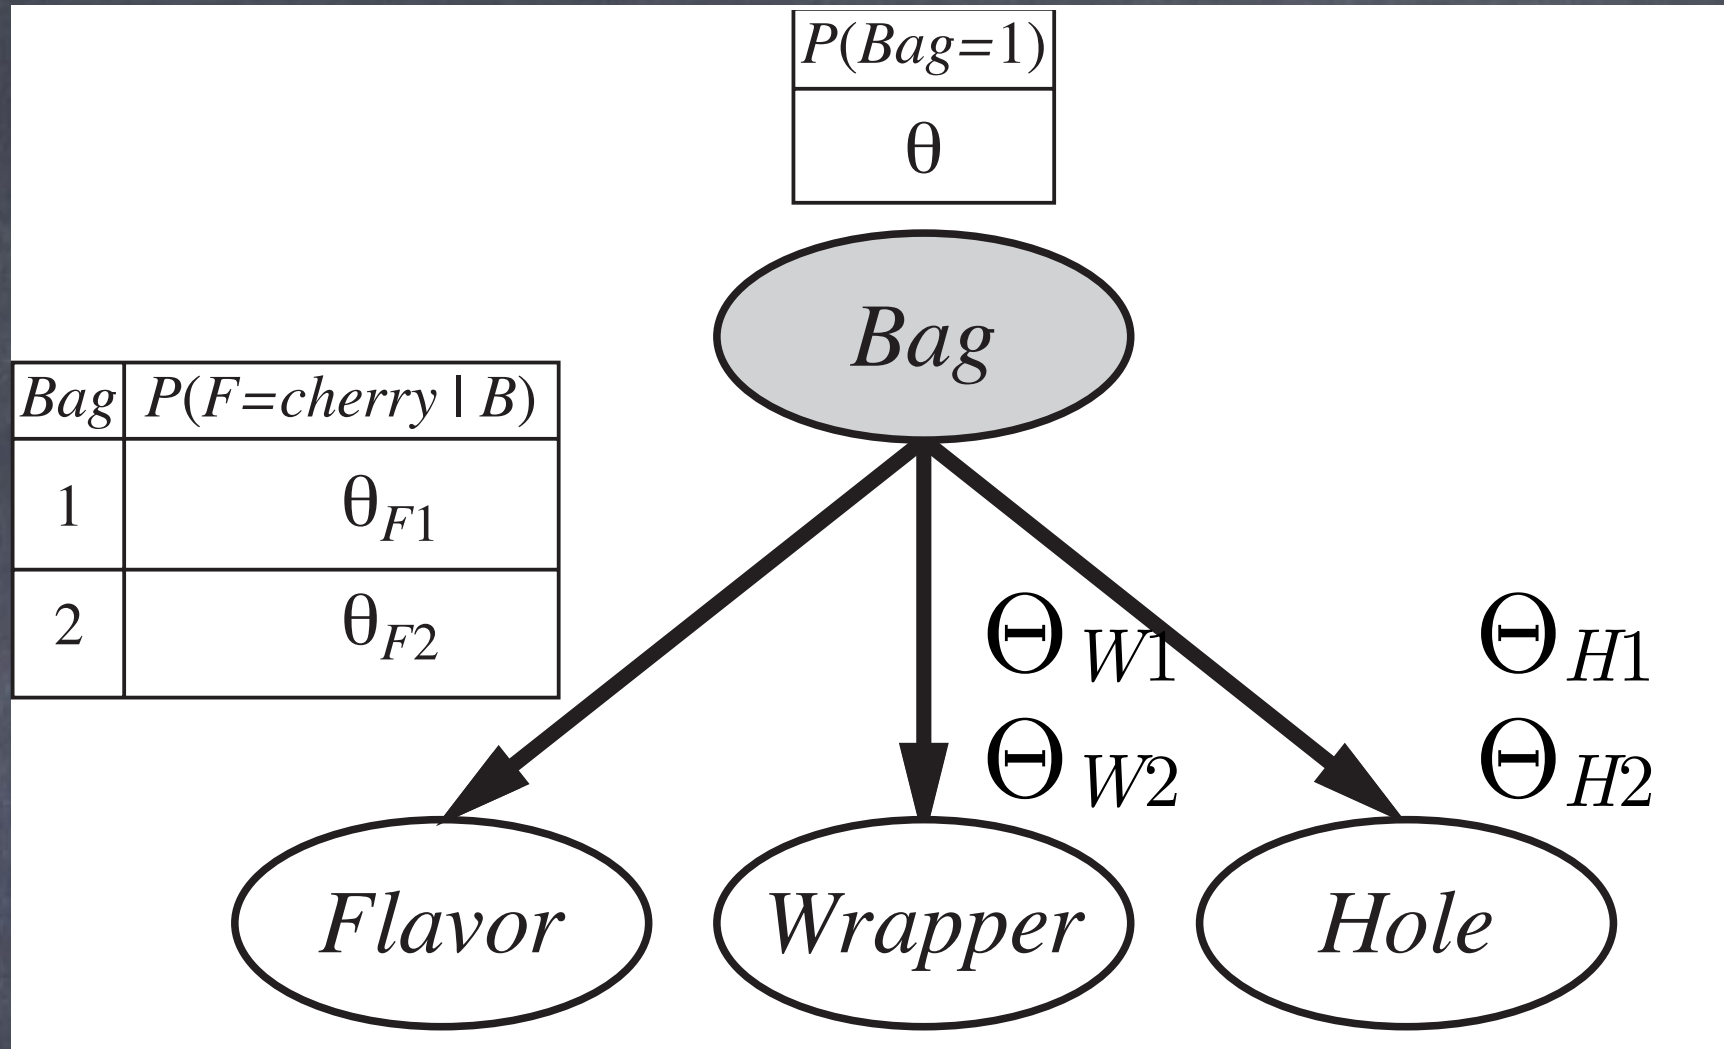 P(Bag=1)
θ
Bag
Bag P(F=cherry | B)
1 θF1
2 θF2
Θ W1 Θ H1
Θ W2 Θ H2
Flavor Wrapper Hole